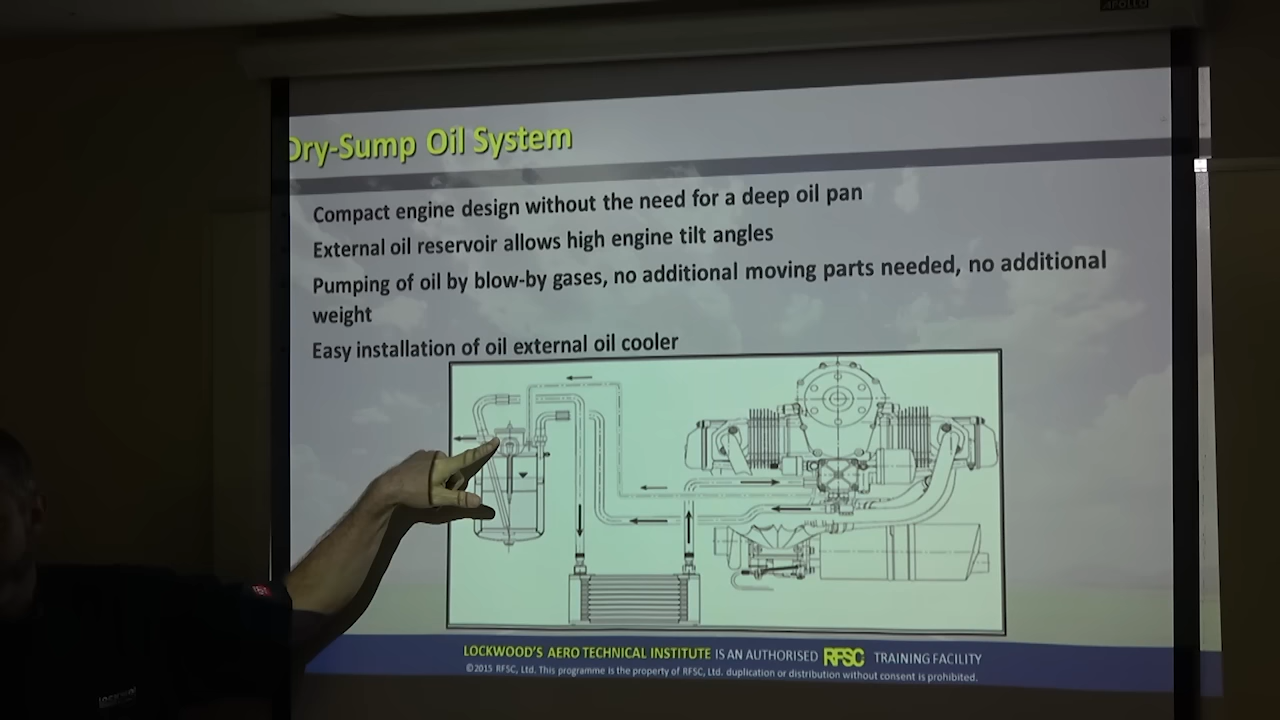 APOLLO
Dry-Sump Oil System
Compact engine design without the need for a deep oil pan
External oil reservoir allows high engine tilt angles
Pumping of oil by blow-by gases, no additional moving parts needed, no additional
weight
Easy installation of oil external oil cooler
LOCKWOOD'S AERO TECHNICAL INSTITUTE IS AN AUTHORISED RFSC TRAINING FACILITY
©2015 RFSC, Ltd. This programme is the property of RFSC, Ltd. duplication or distribution without consent is prohibited.